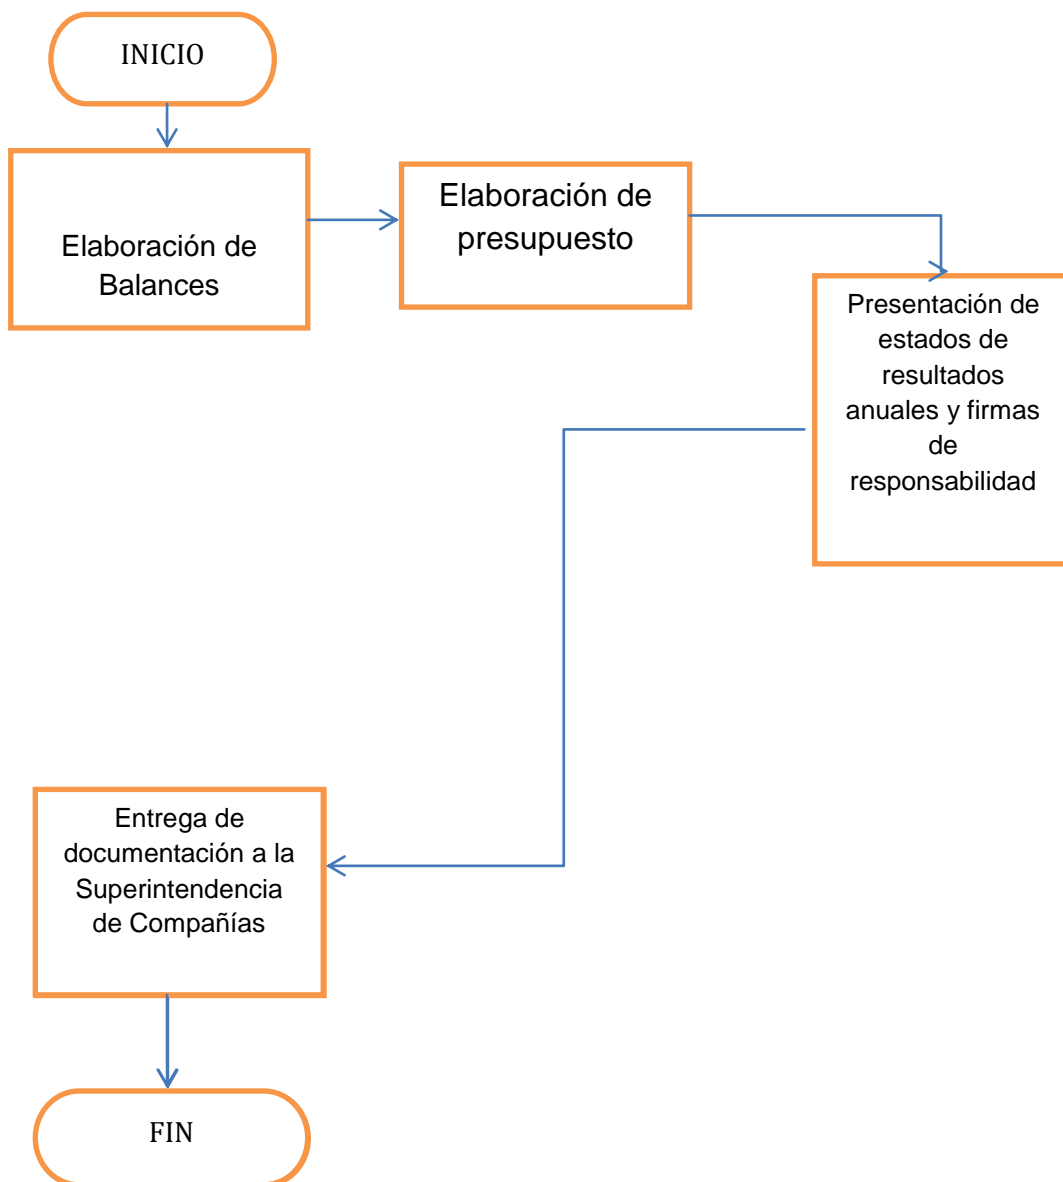 INICIO
Elaboración de
Balances
Elaboración de
presupuesto
Presentación de
estados de
resultados
anuales y firmas
de
responsabilidad
Entrega de
documentación a la
Superintendencia
de Compañías
FIN